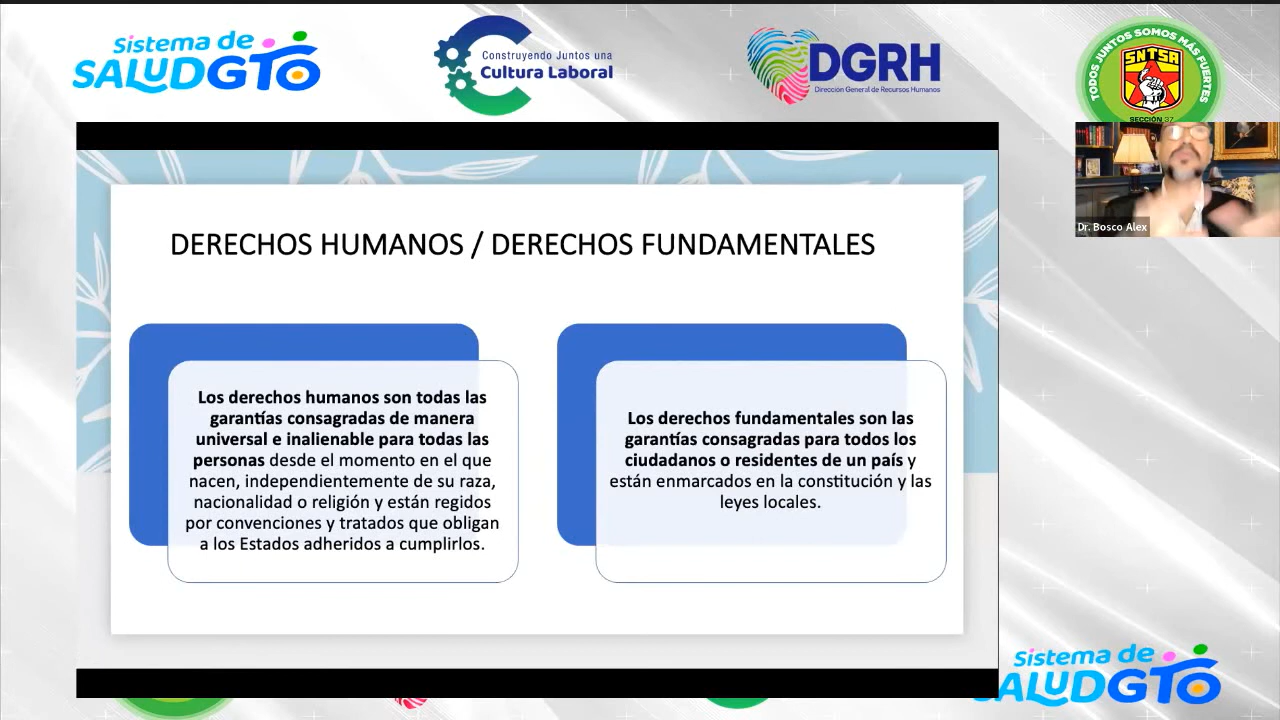 Sistema de
SALUDGTO
Construyendo Juntos una
Cultura Laboral
DGRH
Dirección General de Recursos Humanos
TODOS JUNTOS SOMOS MÁS FUERTES
SNTSA
SECCIÓN 37
Dr. Bosco Alex
DERECHOS HUMANOS / DERECHOS FUNDAMENTALES
Los derechos humanos son todas las
garantías consagradas de manera
universal e inalienable para todas las
personas desde el momento en el que
nacen, independientemente de su raza,
nacionalidad o religión y están regidos
por convenciones y tratados que obligan
a los Estados adheridos a cumplirlos.
Los derechos fundamentales son las
garantías consagradas para todos los
ciudadanos o residentes de un país y
están enmarcados en la constitución y las
leyes locales.
Sistema de
SALUDGTO